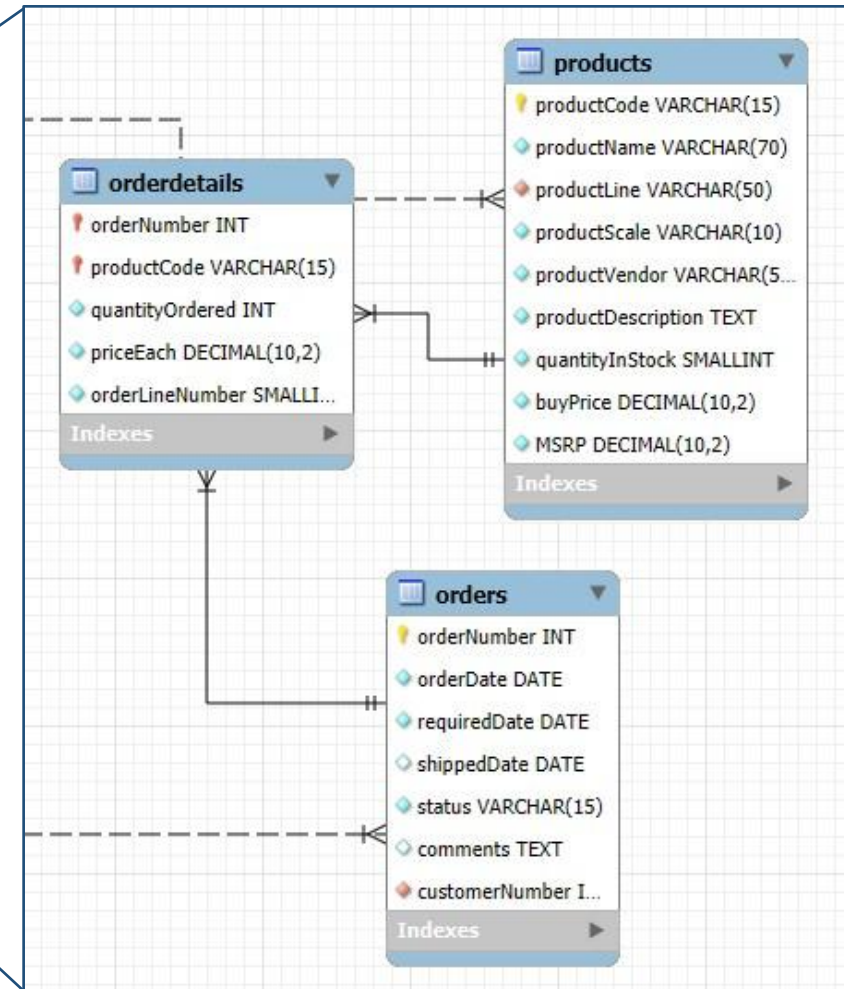 products
productCode VARCHAR(15)
productName VARCHAR(70)
productLine VARCHAR(50)
productScale VARCHAR(10)
productVendor VARCHAR(5...
productDescription TEXT
quantityInStock SMALLINT
buyPrice DECIMAL(10,2)
MSRP DECIMAL(10,2)
Indexes
orderdetails
orderNumber INT
productCode VARCHAR(15)
quantityOrdered INT
priceEach DECIMAL(10,2)
orderLineNumber SMALLI...
Indexes
orders
orderNumber INT
orderDate DATE
requiredDate DATE
shippedDate DATE
status VARCHAR(15)
comments TEXT
customerNumber I...
Indexes